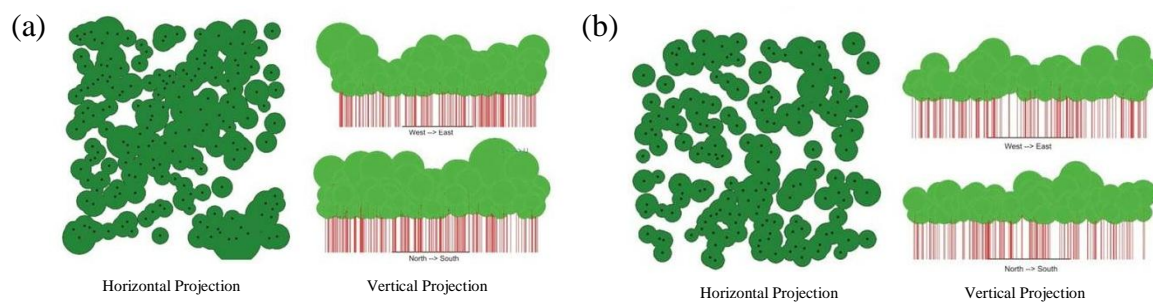 (a)
West --> East
North --> South
Horizontal Projection
Vertical Projection
(b)
West --> East
North --> South
Horizontal Projection
Vertical Projection